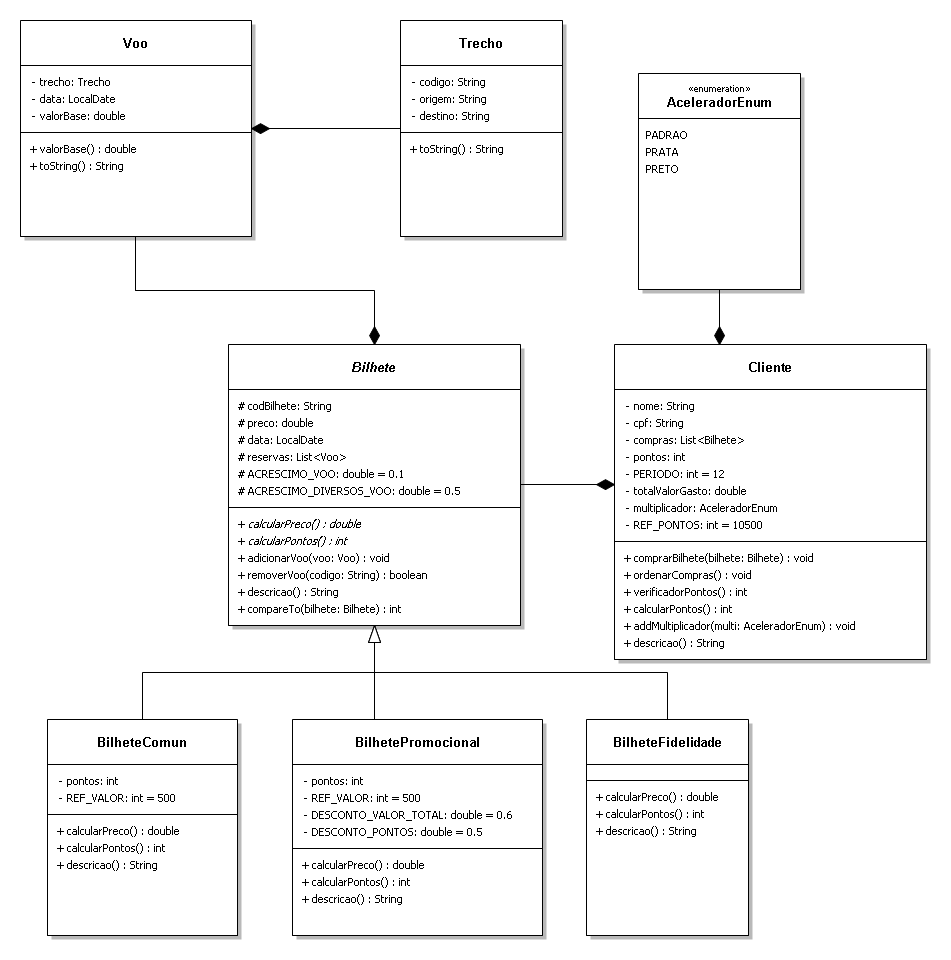 Voo
- trecho: Trecho
- data: LocalDate
- valorBase: double
+ valorBase() : double
+ toString() : String
Trecho
- codigo: String
- origem: String
- destino: String
+ toString() : String
«enumeration»
AceleradorEnum
PADRAO
PRATA
PRETO
Bilhete
# codBilhete: String
# preco: double
# data: LocalDate
# reservas: List<Voo>
# ACRESCIMO_VOO: double = 0.1
# ACRESCIMO_DIVERSOS_VOO: double = 0.5
+ calcularPreco() : double
+ calcularPontos() : int
+ adicionarVoo(voo: Voo) : void
+ removerVoo(codigo: String) : boolean
+ descricao() : String
+ compareTo(bilhete: Bilhete) : int
Cliente
- nome: String
- cpf: String
- compras: List<Bilhete>
- pontos: int
- PERIODO: int = 12
- totalValorGasto: double
- multiplicador: AceleradorEnum
- REF_PONTOS: int = 10500
+ comprarBilhete(bilhete: Bilhete) : void
+ ordenarCompras() : void
+ verificadorPontos() : int
+ calcularPontos() : int
+ addMultiplicador(multi: AceleradorEnum) : void
+ descricao() : String
BilheteComun
- pontos: int
- REF_VALOR: int = 500
+ calcularPreco() : double
+ calcularPontos() : int
+ descricao() : String
BilhetePromocional
- pontos: int
- REF_VALOR: int = 500
- DESCONTO_VALOR_TOTAL: double = 0.6
- DESCONTO_PONTOS: double = 0.5
+ calcularPreco() : double
+ calcularPontos() : int
+ descricao() : String
BilheteFidelidade
+ calcularPreco() : double
+ calcularPontos() : int
+ descricao() : String